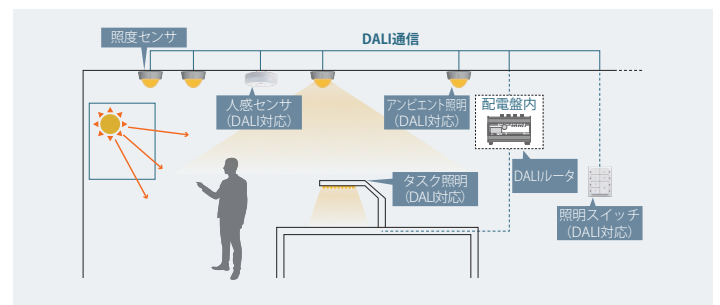 照度センサ
DALI通信
人感センサ
（DALI対応）
アンビエント照明
（DALI対応）
配電盤内
DALIルータ
タスク照明
（DALI対応）
照明スイッチ
（DALI対応）